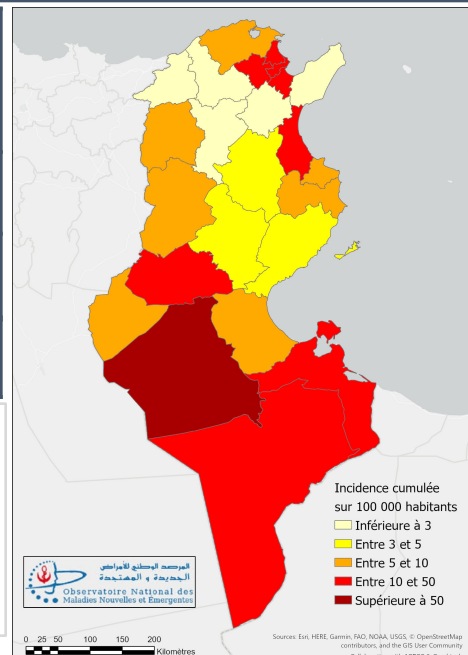 Incidence cumulée
sur 100 000 habitants
Inférieure à 3
Entre 3 et 5
Entre 5 et 10
Entre 10 et 50
Supérieure à 50
المرصد الوطني للأمراض
الجديدة و المستجدة
Observatoire National des
Maladies Nouvelles et Émergentes
0 25 50 100 150 200
Kilomètres
Sources: Esri, HERE, Garmin, FAO, NOAA, USGS, © OpenStreetMap
contributors, and the GIS User Community